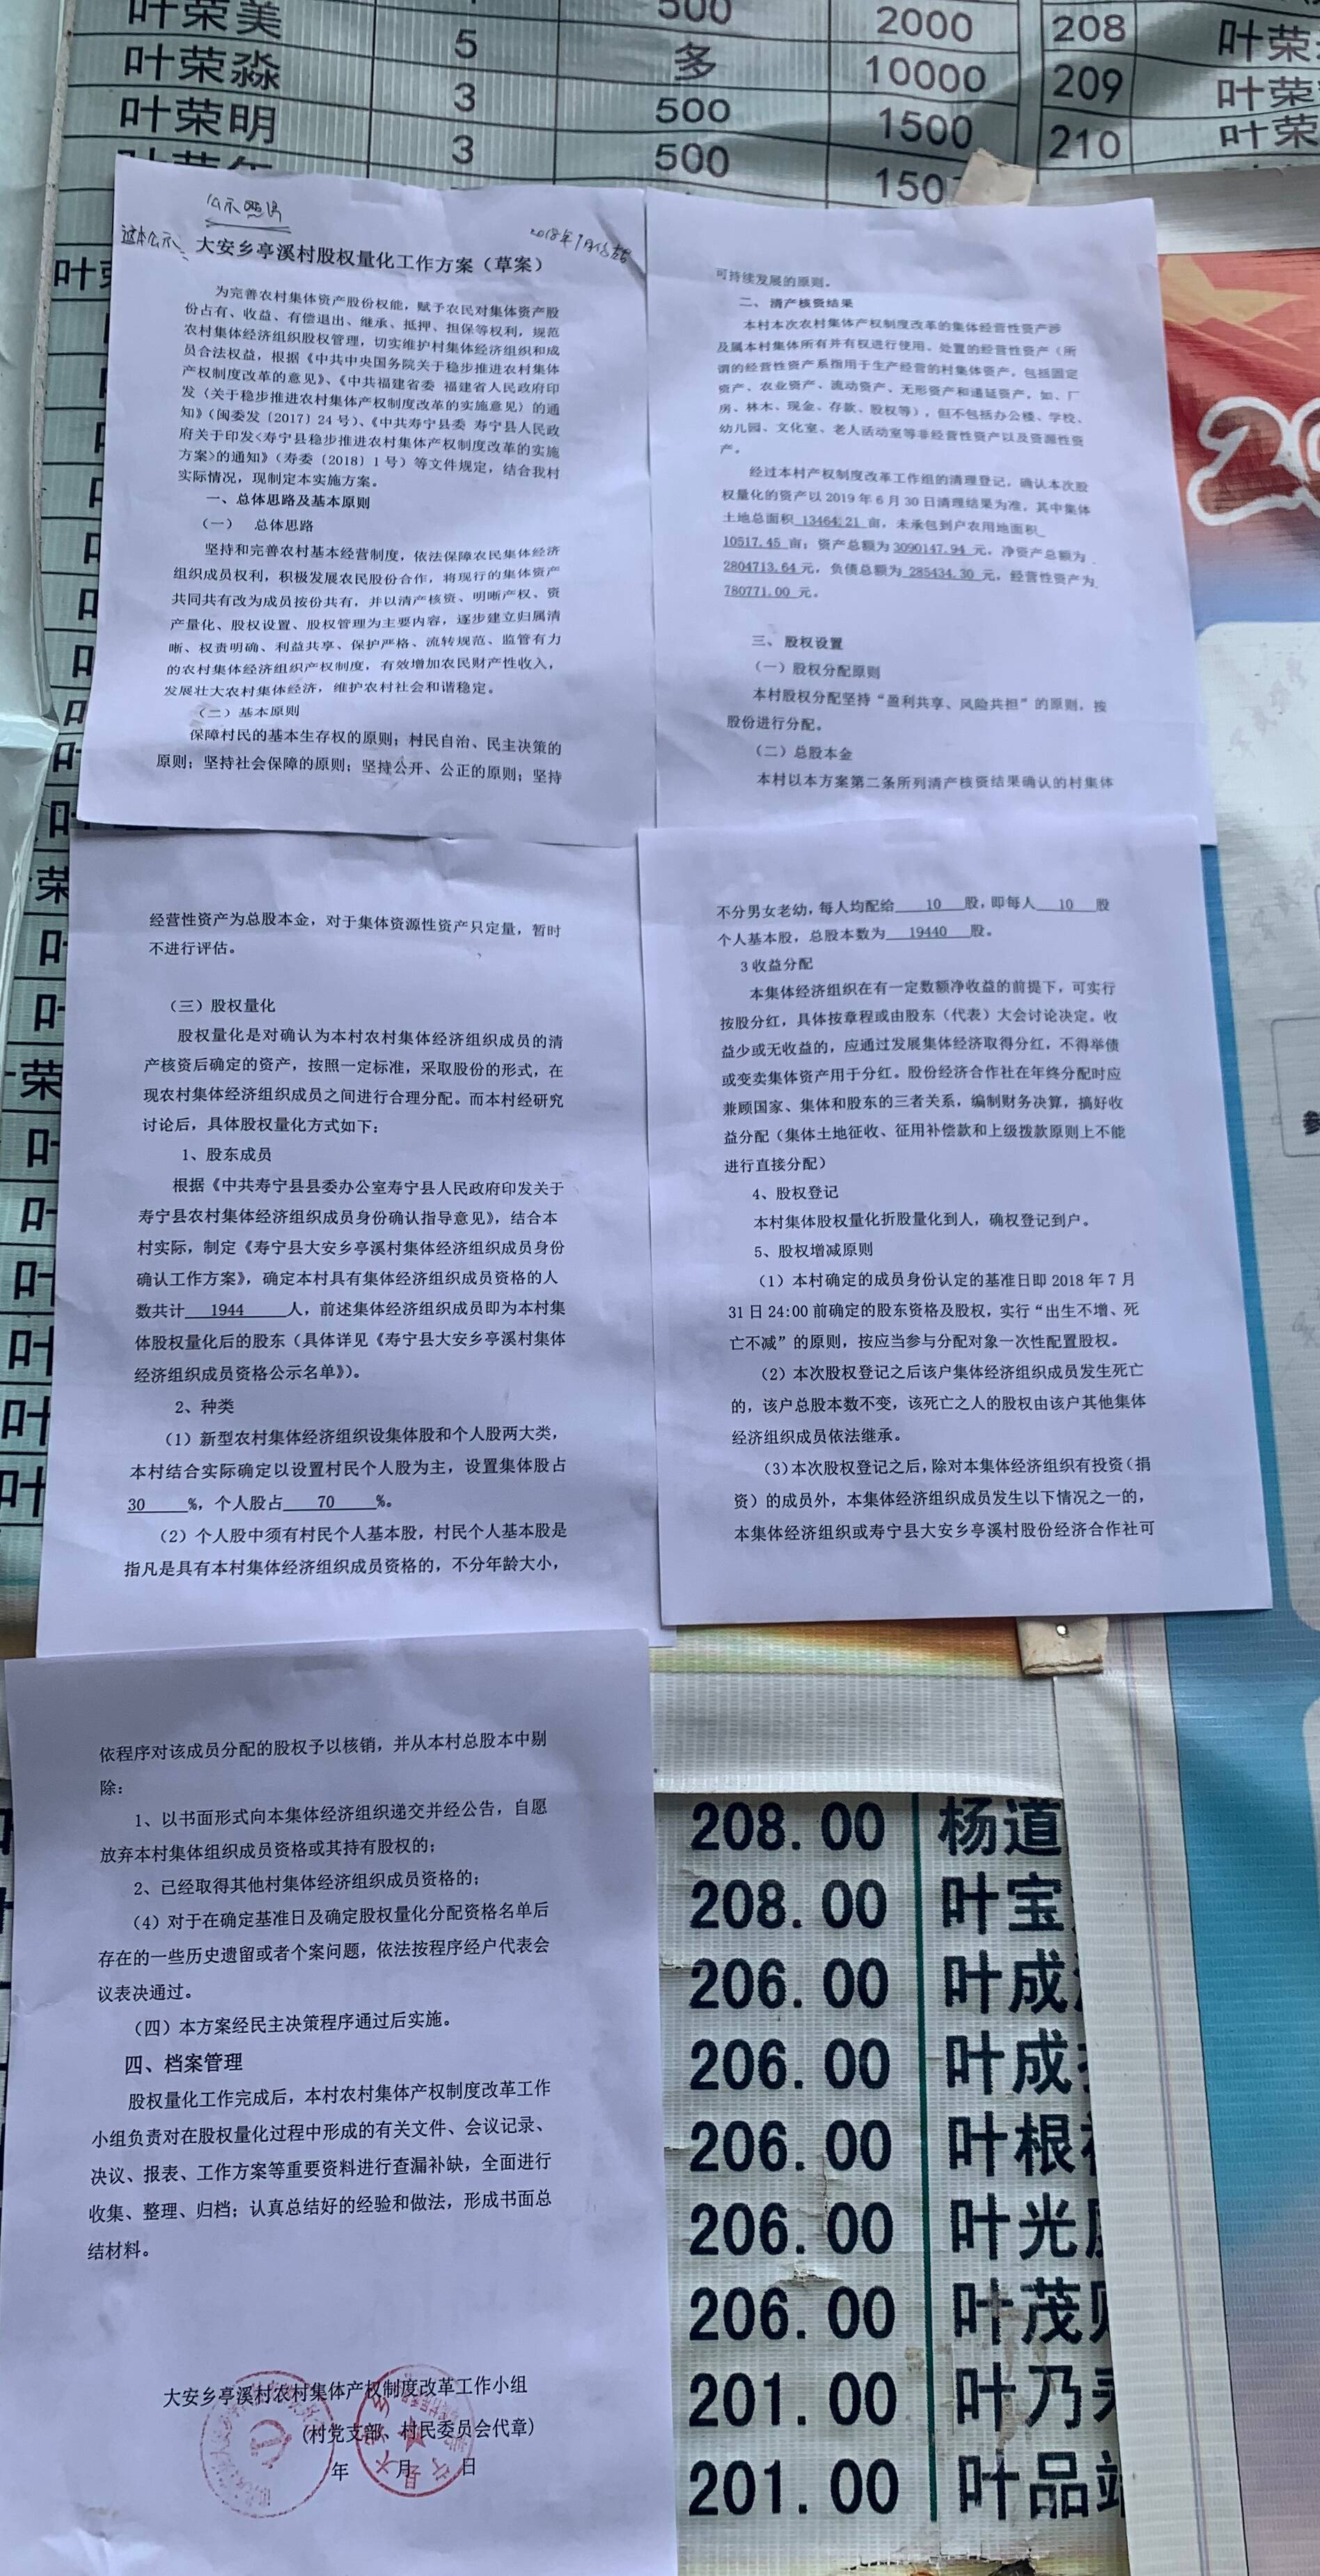 叶荣美
500
2000
208
叶荣淼
5
多
10000
209
叶荣
叶荣明
3
500
1500
210
叶荣
3
500
150
公示照片
这本公示
2018年
大安乡亭溪村股权量化工作方案（草案）
为完善农村集体资产股份权能，赋予农民对集体资产股
份占有、收益、有偿退出、继承、抵押、担保等权利，规范
农村集体经济组织股权管理，切实维护村集体经济组织和成
员合法权益，根据《中共中央国务院关于稳步推进农村集体
产权制度改革的意见》、《中共福建省委 福建省人民政府印
发〈关于稳步推进农村集体产权制度改革的实施意见〉的通
知》（闽委发〔2017〕24 号）、《中共寿宁县委 寿宁县人民政
府关于印发<寿宁县稳步推进农村集体产权制度改革的实施
方案>的通知》（寿委〔2018〕1 号）等文件规定，结合我村
实际情况，现制定本实施方案。
一、总体思路及基本原则
（一） 总体思路
坚持和完善农村基本经营制度，依法保障农民集体经济
组织成员权利，积极发展农民股份合作，将现行的集体资产
共同共有改为成员按份共有，并以清产核资、明晰产权、资
产量化、股权设置、股权管理为主要内容，逐步建立归属清
晰、权责明确、利益共享、保护严格、流转规范、监管有力
的农村集体经济组织产权制度，有效增加农民财产性收入，
发展壮大农村集体经济，维护农村社会和谐稳定。
（二）基本原则
保障村民的基本生存权的原则；村民自治、民主决策的
原则；坚持社会保障的原则；坚持公开、公正的原则；坚持
可持续发展的原则。
二、清产核资结果
本村本次农村集体产权制度改革的集体经营性资产涉
及属本村集体所有并有权进行使用、处置的经营性资产（所
谓的经营性资产系指用于生产经营的村集体资产，包括固定
资产、农业资产、流动资产、无形资产和递延资产，如、厂
房、林木、现金、存款、股权等），但不包括办公楼、学校、
幼儿园、文化室、老人活动室等非经营性资产以及资源性资
产。
经过本村产权制度改革工作组的清理登记，确认本次股
权量化的资产以 2019 年 6 月 30 日清理结果为准，其中集体
土地总面积 13464.21 亩，未承包到户农用地面积
10517.45 亩；资产总额为 3090147.94 元，净资产总额为
2804713.64 元，负债总额为 285434.30 元，经营性资产为
780771.00 元。
三、股权设置
（一）股权分配原则
本村股权分配坚持“盈利共享、风险共担”的原则，按
股份进行分配。
（二）总股本金
本村以本方案第二条所列清产核资结果确认的村集体
经营性资产为总股本金，对于集体资源性资产只定量，暂时
不进行评估。
（三）股权量化
股权量化是对确认为本村农村集体经济组织成员的清
产核资后确定的资产，按照一定标准，采取股份的形式，在
现农村集体经济组织成员之间进行合理分配。而本村经研究
讨论后，具体股权量化方式如下：
1、股东成员
根据《中共寿宁县县委办公室寿宁县人民政府印发关于
寿宁县农村集体经济组织成员身份确认指导意见》，结合本
村实际，制定《寿宁县大安乡亭溪村集体经济组织成员身份
确认工作方案》，确定本村具有集体经济组织成员资格的人
数共计 1944 人，前述集体经济组织成员即为本村集
体股权量化后的股东（具体详见《寿宁县大安乡亭溪村集体
经济组织成员资格公示名单》）。
2、种类
（1）新型农村集体经济组织设集体股和个人股两大类，
本村结合实际确定以设置村民个人股为主，设置集体股占
30 %，个人股占 70 %。
（2）个人股中须有村民个人基本股，村民个人基本股是
指凡是具有本村集体经济组织成员资格的，不分年龄大小，
不分男女老幼，每人均配给 10 股，即每人 10 股
个人基本股，总股本数为 19440 股。
3 收益分配
本集体经济组织在有一定数额净收益的前提下，可实行
按股分红，具体按章程或由股东（代表）大会讨论决定。收
益少或无收益的，应通过发展集体经济取得分红，不得举债
或变卖集体资产用于分红。股份经济合作社在年终分配时应
兼顾国家、集体和股东的三者关系，编制财务决算，搞好收
益分配（集体土地征收、征用补偿款和上级拨款原则上不能
进行直接分配）
4、股权登记
本村集体股权量化折股量化到人，确权登记到户。
5、股权增减原则
（1）本村确定的成员身份认定的基准日即 2018 年 7 月
31 日 24:00 前确定的股东资格及股权，实行“出生不增、死
亡不减”的原则，按应当参与分配对象一次性配置股权。
（2）本次股权登记之后该户集体经济组织成员发生死亡
的，该户总股本数不变，该死亡之人的股权由该户其他集体
经济组织成员依法继承。
（3）本次股权登记之后，除对本集体经济组织有投资（捐
资）的成员外，本集体经济组织成员发生以下情况之一的，
本集体经济组织或寿宁县大安乡亭溪村股份经济合作社可
依程序对该成员分配的股权予以核销，并从本村总股本中剔
除：
1、以书面形式向本集体经济组织递交并经公告，自愿
放弃本村集体组织成员资格或其持有股权的；
2、已经取得其他村集体经济组织成员资格的；
（4）对于在确定基准日及确定股权量化分配资格名单后
存在的一些历史遗留或者个案问题，依法按程序经户代表会
议表决通过。
（四）本方案经民主决策程序通过后实施。
四、档案管理
股权量化工作完成后，本村农村集体产权制度改革工作
小组负责对在股权量化过程中形成的有关文件、会议记录、
决议、报表、工作方案等重要资料进行查漏补缺，全面进行
收集、整理、归档；认真总结好的经验和做法，形成书面总
结材料。
大安乡亭溪村农村集体产权制度改革工作小组
（村党支部、村民委员会代章）
年 月 日
208.00 杨道
208.00 叶宝
206.00 叶成
206.00 叶成
206.00 叶根
206.00 叶光
206.00 叶茂
201.00 叶乃
201.00 叶品